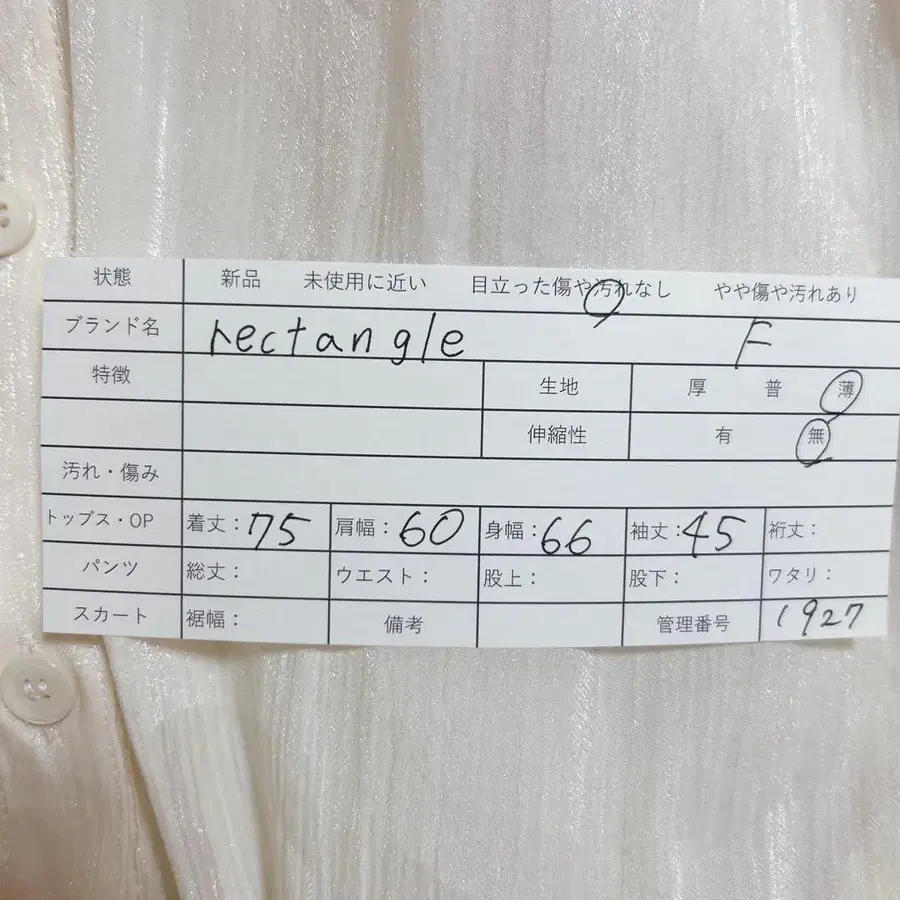 状態 新品 未使用に近い 目立った傷や汚れなし やや傷や汚れあり
ブランド名 rectangle F
特徴 生地 厚 普 薄
伸縮性 有 無
汚れ・傷み
トップス・OP 着丈：75 肩幅：60 身幅：66 袖丈：45 裄丈：
パンツ 総丈： ウエスト： 股上： 股下： ワタリ：
スカート 裾幅： 備考 管理番号 1927